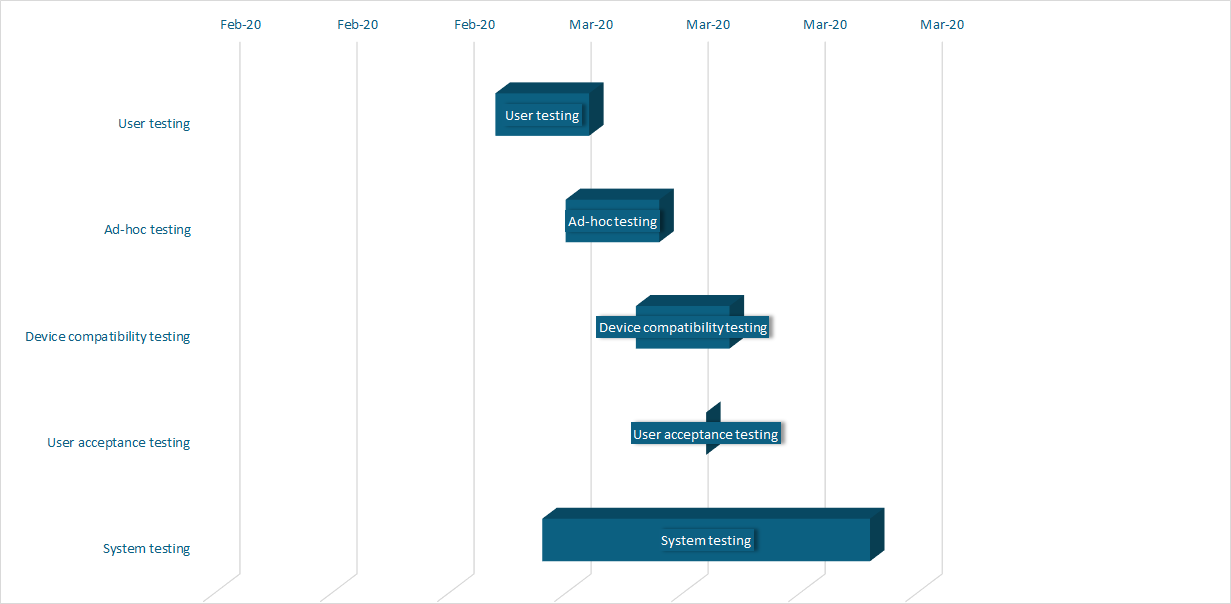 Feb-20 Feb-20 Feb-20 Mar-20 Mar-20 Mar-20 Mar-20
User testing
User testing
Ad-hoc testing
Ad-hoc testing
Device compatibility testing
Device compatibility testing
User acceptance testing
User acceptance testing
System testing
System testing